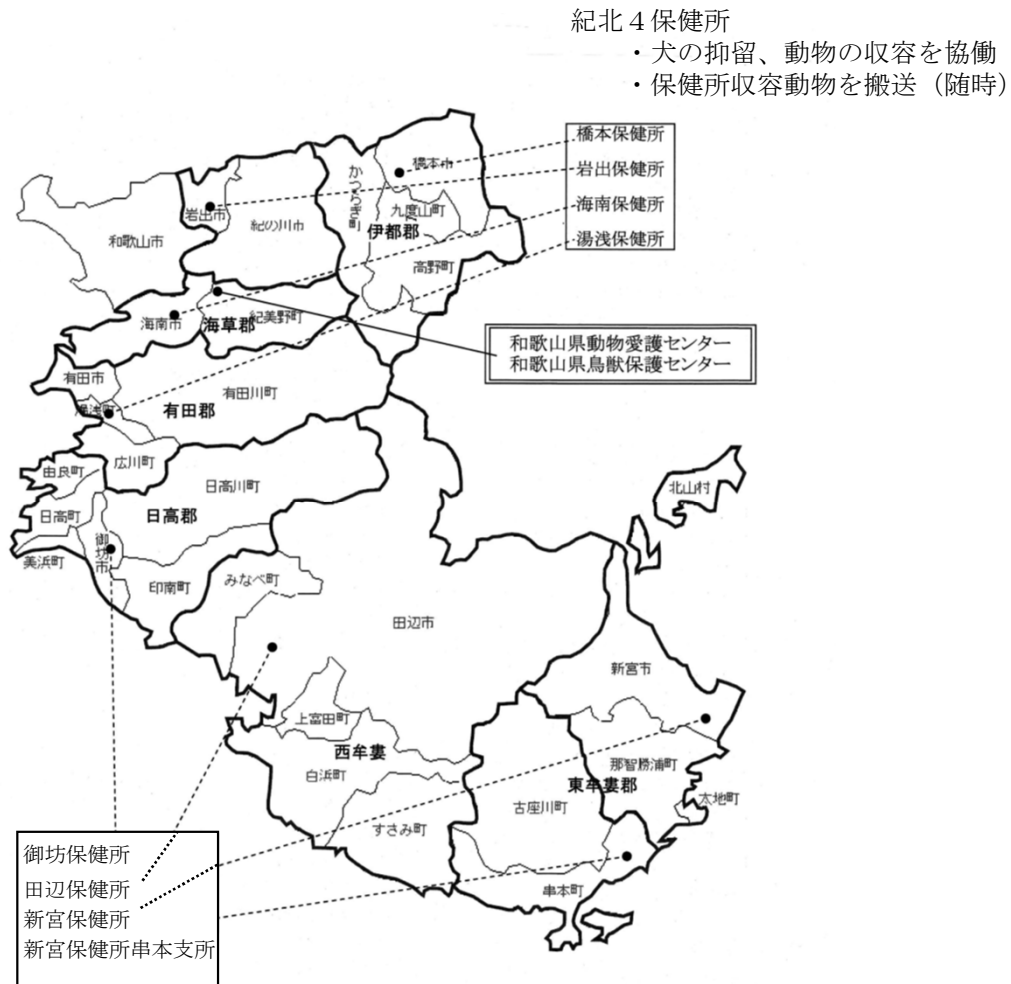 紀北４保健所
・犬の抑留、動物の収容を協働
・保健所収容動物を搬送（随時）
橋本保健所
岩出保健所
海南保健所
湯浅保健所
橋本市
かつらぎ町
九度山町
伊都郡
高野町
岩出市
紀の川市
和歌山市
海南市
海草郡
紀美野町
和歌山県動物愛護センター
和歌山県鳥獣保護センター
有田市
有田川町
湯浅町
有田郡
広川町
由良町
日高川町
日高町
日高郡
御坊市
美浜町
印南町
みなべ町
北山村
田辺市
新宮市
上富田町
西牟婁
白浜町
那智勝浦町
東牟婁郡
太地町
古座川町
すさみ町
串本町
御坊保健所
田辺保健所
新宮保健所
新宮保健所串本支所